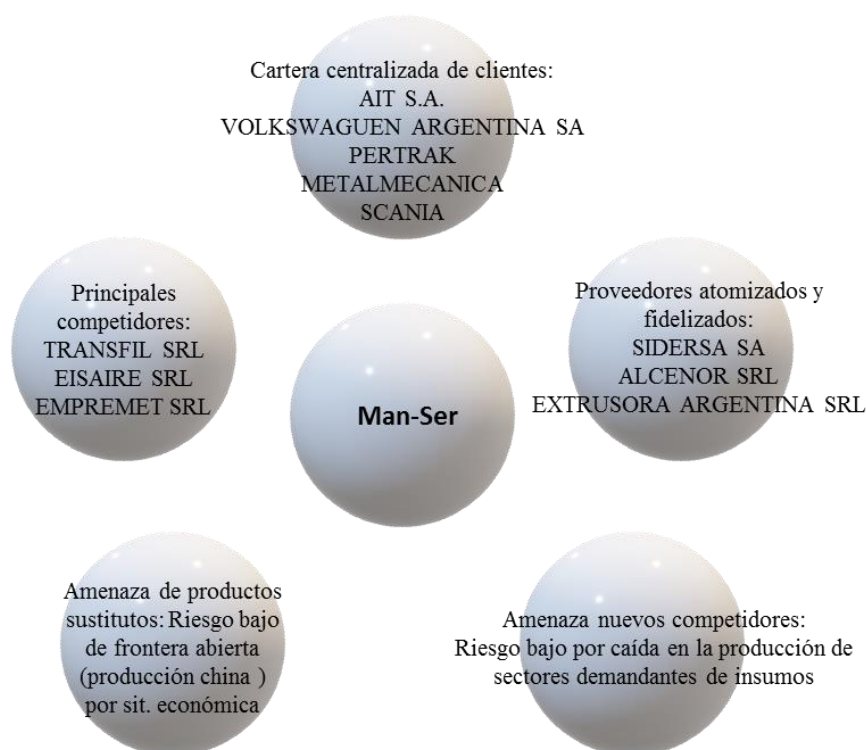 Cartera centralizada de clientes:
AIT S.A.
VOLKSWAGUEN ARGENTINA SA
PERTRAK
METALMECANICA
SCANIA
Principales
competidores:
TRANSFIL SRL
EISAIRE SRL
EMPREMET SRL
Proveedores atomizados y
fidelizados:
SIDERSA SA
ALCENOR SRL
EXTRUSORA ARGENTINA SRL
Man-Ser
Amenaza de productos
sustitutos: Riesgo bajo
de frontera abierta
(producción china )
por sit. económica
Amenaza nuevos competidores:
Riesgo bajo por caída en la producción de
sectores demandantes de insumos